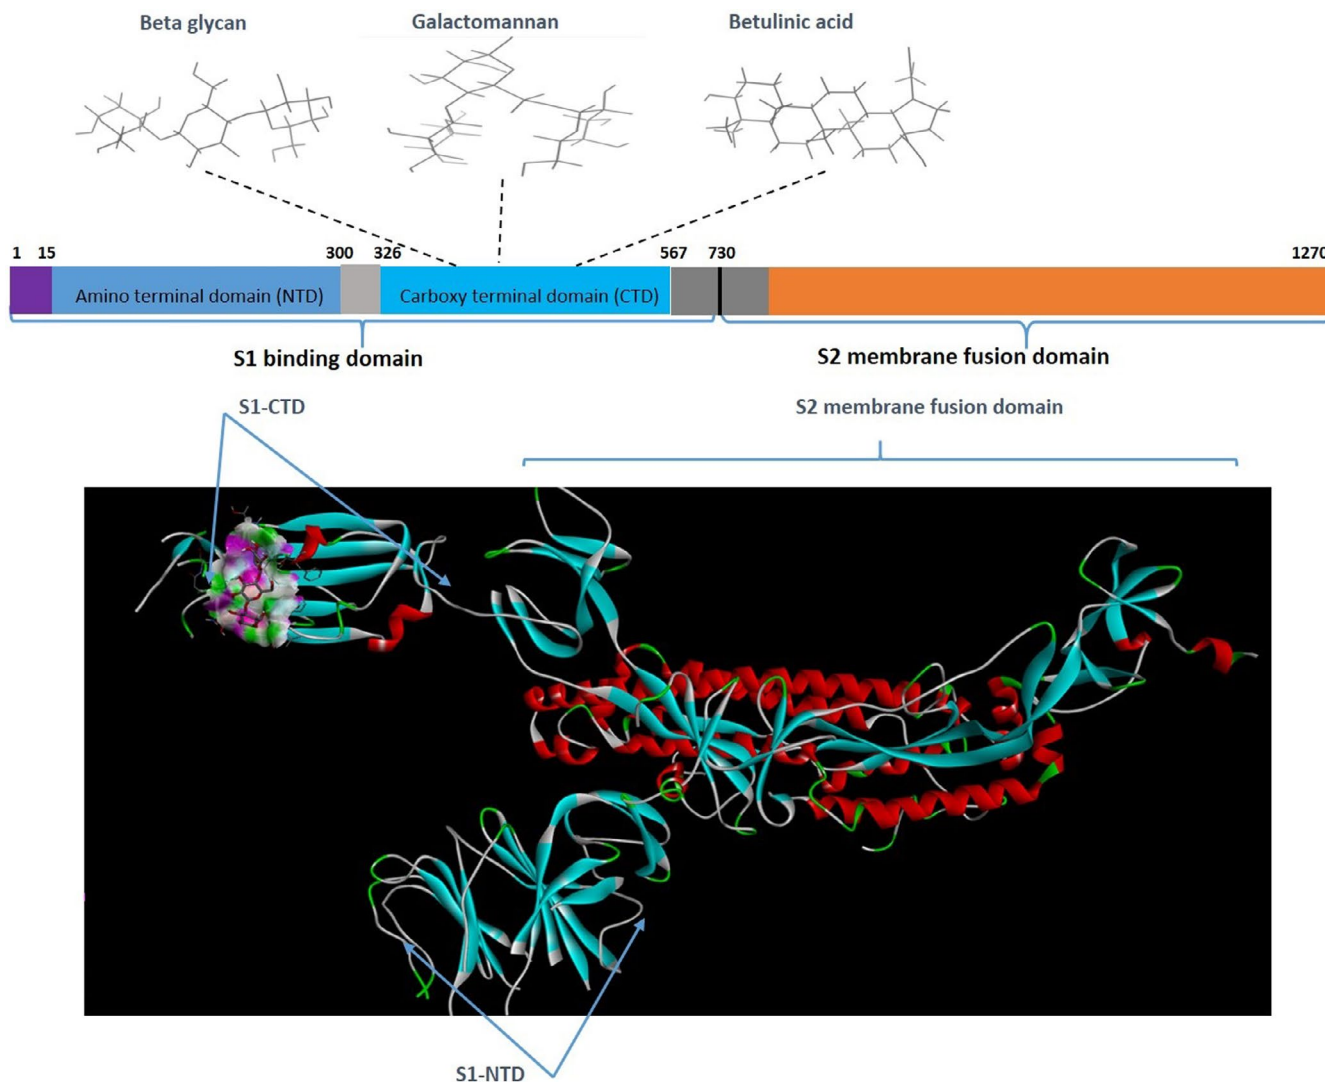 Beta glycan Galactomannan Betulinic acid
1 15 300 326 567 730 1270
Amino terminal domain (NTD) Carboxy terminal domain (CTD)
S1 binding domain S2 membrane fusion domain
S1-CTD S2 membrane fusion domain
S1-NTD